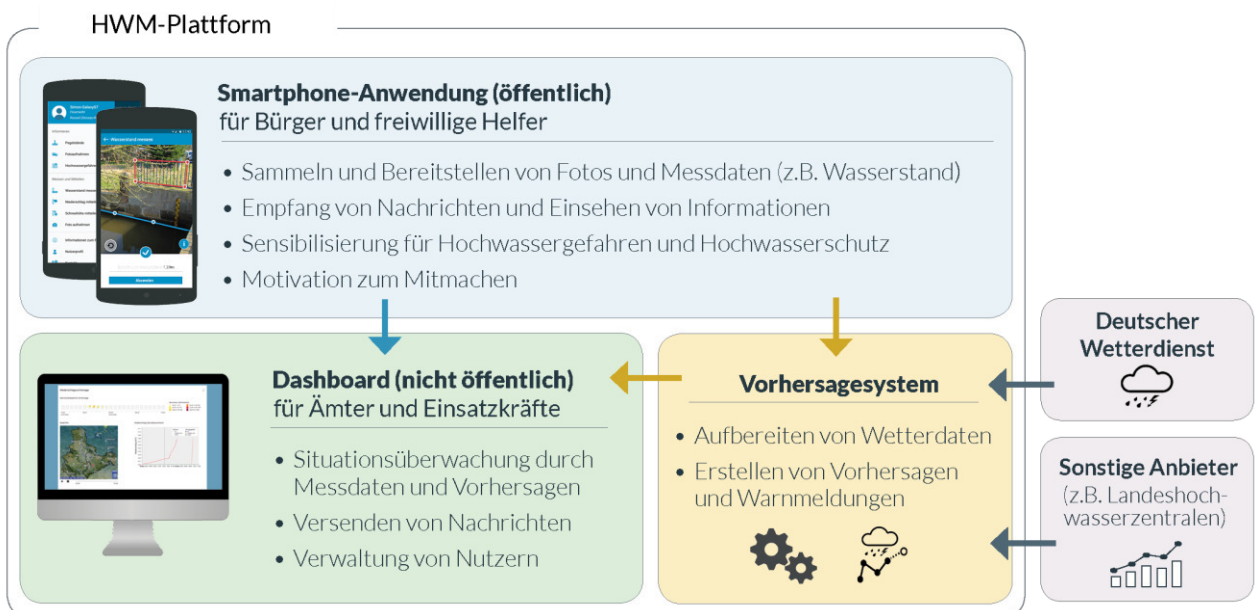 HWM-Plattform
Smartphone-Anwendung (öffentlich)
für Bürger und freiwillige Helfer
• Sammeln und Bereitstellen von Fotos und Messdaten (z.B. Wasserstand)
• Empfang von Nachrichten und Einsehen von Informationen
• Sensibilisierung für Hochwassergefahren und Hochwasserschutz
• Motivation zum Mitmachen
Wasserstand messen
Dashboard (nicht öffentlich)
für Ämter und Einsatzkräfte
• Situationsüberwachung durch
Messdaten und Vorhersagen
• Versenden von Nachrichten
• Verwaltung von Nutzern
Vorhersagesystem
• Aufbereiten von Wetterdaten
• Erstellen von Vorhersagen
und Warnmeldungen
Deutscher
Wetterdienst
Sonstige Anbieter
(z.B. Landeshoch-
wasserzentralen)